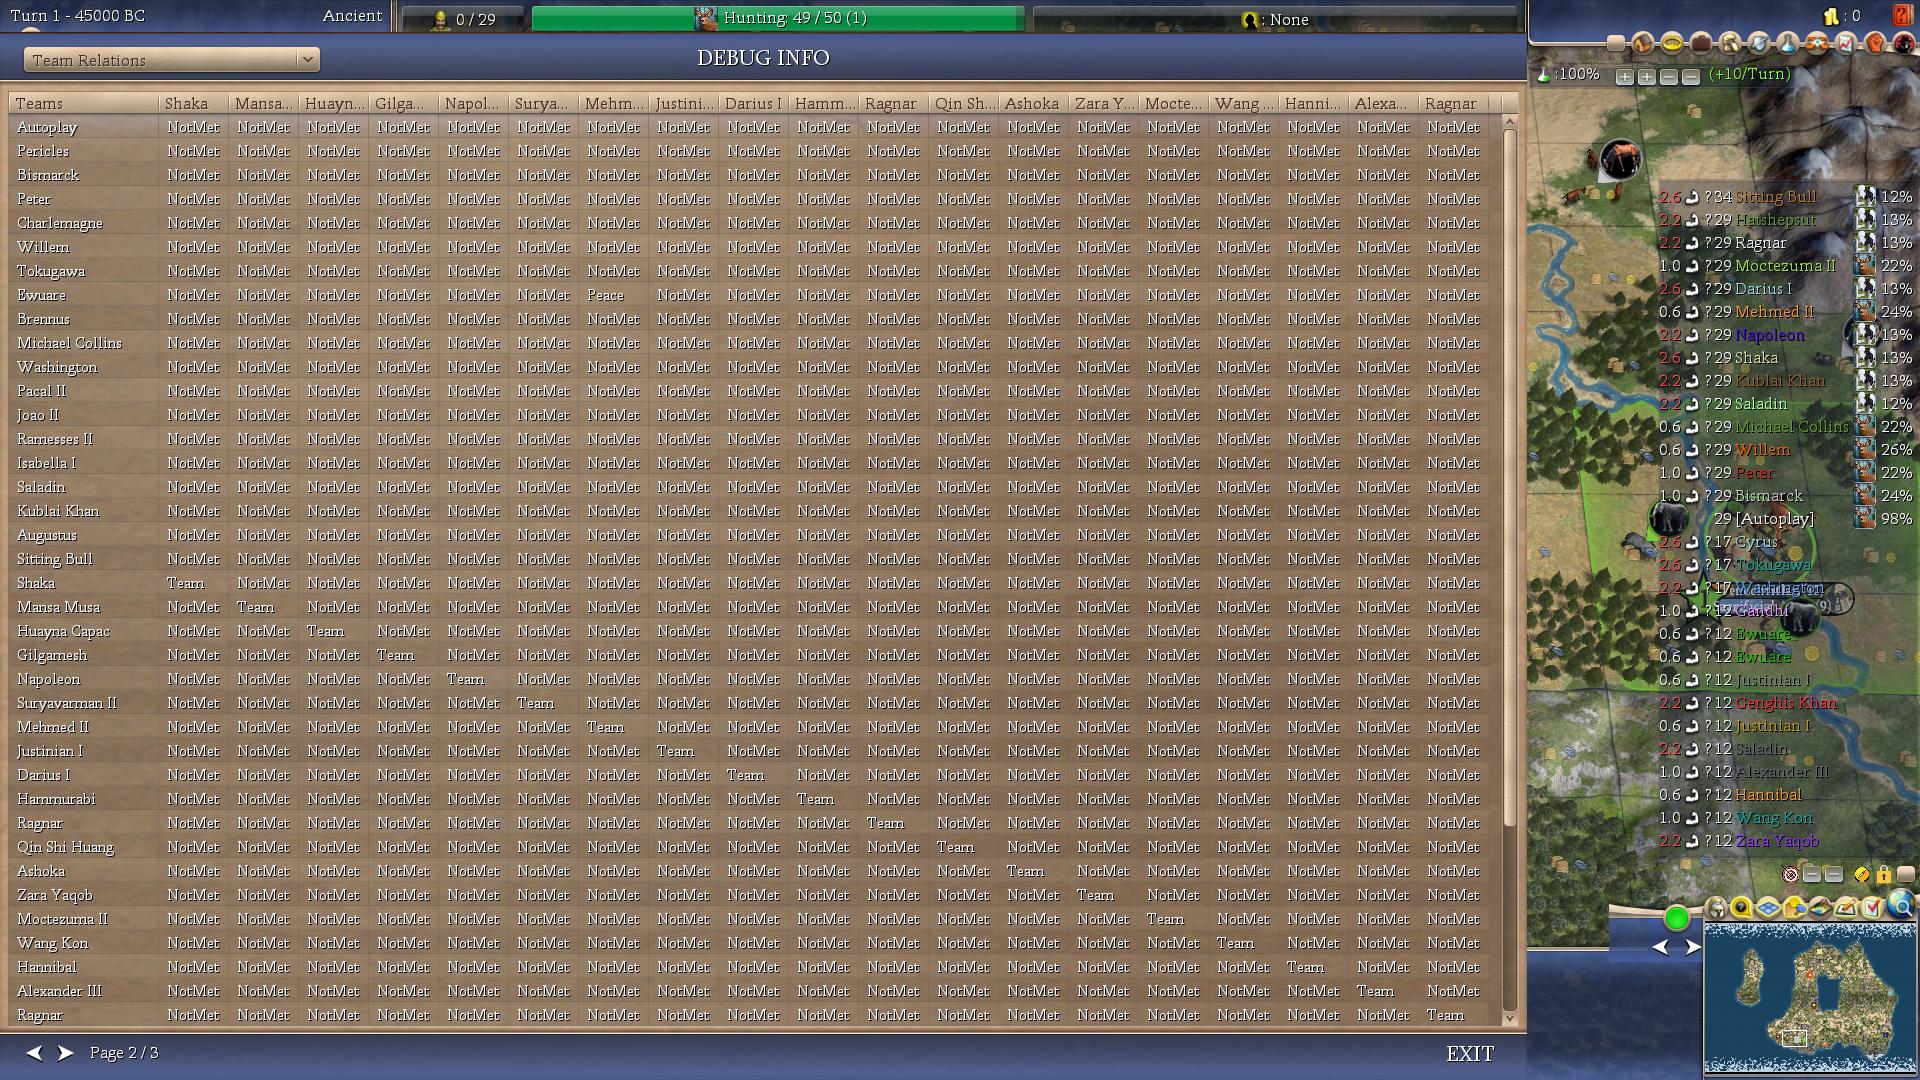 Turn 1 - 45000 BC Ancient 0 / 29 Hunting: 49 / 50 (1) : None : 0
Team Relations DEBUG INFO
:100% (+10/Turn)
Teams Shaka Mansa... Huayn... Gilga... Napol... Surya... Mehm... Justini... Darius I Hamm... Ragnar Qin Sh... Ashoka Zara Y... Mocte... Wang ... Hanni... Alexa... Ragnar
Autoplay NotMet NotMet NotMet NotMet NotMet NotMet NotMet NotMet NotMet NotMet NotMet NotMet NotMet NotMet NotMet NotMet NotMet NotMet NotMet
Pericles NotMet NotMet NotMet NotMet NotMet NotMet NotMet NotMet NotMet NotMet NotMet NotMet NotMet NotMet NotMet NotMet NotMet NotMet NotMet
Bismarck NotMet NotMet NotMet NotMet NotMet NotMet NotMet NotMet NotMet NotMet NotMet NotMet NotMet NotMet NotMet NotMet NotMet NotMet NotMet
Peter NotMet NotMet NotMet NotMet NotMet NotMet NotMet NotMet NotMet NotMet NotMet NotMet NotMet NotMet NotMet NotMet NotMet NotMet NotMet
Charlemagne NotMet NotMet NotMet NotMet NotMet NotMet NotMet NotMet NotMet NotMet NotMet NotMet NotMet NotMet NotMet NotMet NotMet NotMet NotMet
Willem NotMet NotMet NotMet NotMet NotMet NotMet NotMet NotMet NotMet NotMet NotMet NotMet NotMet NotMet NotMet NotMet NotMet NotMet NotMet
Tokugawa NotMet NotMet NotMet NotMet NotMet NotMet NotMet NotMet NotMet NotMet NotMet NotMet NotMet NotMet NotMet NotMet NotMet NotMet NotMet
Ewuare NotMet NotMet NotMet NotMet NotMet NotMet Peace NotMet NotMet NotMet NotMet NotMet NotMet NotMet NotMet NotMet NotMet NotMet NotMet
Brennus NotMet NotMet NotMet NotMet NotMet NotMet NotMet NotMet NotMet NotMet NotMet NotMet NotMet NotMet NotMet NotMet NotMet NotMet NotMet
Michael Collins NotMet NotMet NotMet NotMet NotMet NotMet NotMet NotMet NotMet NotMet NotMet NotMet NotMet NotMet NotMet NotMet NotMet NotMet NotMet
Washington NotMet NotMet NotMet NotMet NotMet NotMet NotMet NotMet NotMet NotMet NotMet NotMet NotMet NotMet NotMet NotMet NotMet NotMet NotMet
Pacal II NotMet NotMet NotMet NotMet NotMet NotMet NotMet NotMet NotMet NotMet NotMet NotMet NotMet NotMet NotMet NotMet NotMet NotMet NotMet
Joao II NotMet NotMet NotMet NotMet NotMet NotMet NotMet NotMet NotMet NotMet NotMet NotMet NotMet NotMet NotMet NotMet NotMet NotMet NotMet
Ramesses II NotMet NotMet NotMet NotMet NotMet NotMet NotMet NotMet NotMet NotMet NotMet NotMet NotMet NotMet NotMet NotMet NotMet NotMet NotMet
Isabella I NotMet NotMet NotMet NotMet NotMet NotMet NotMet NotMet NotMet NotMet NotMet NotMet NotMet NotMet NotMet NotMet NotMet NotMet NotMet
Saladin NotMet NotMet NotMet NotMet NotMet NotMet NotMet NotMet NotMet NotMet NotMet NotMet NotMet NotMet NotMet NotMet NotMet NotMet NotMet
Kublai Khan NotMet NotMet NotMet NotMet NotMet NotMet NotMet NotMet NotMet NotMet NotMet NotMet NotMet NotMet NotMet NotMet NotMet NotMet NotMet
Augustus NotMet NotMet NotMet NotMet NotMet NotMet NotMet NotMet NotMet NotMet NotMet NotMet NotMet NotMet NotMet NotMet NotMet NotMet NotMet
Sitting Bull NotMet NotMet NotMet NotMet NotMet NotMet NotMet NotMet NotMet NotMet NotMet NotMet NotMet NotMet NotMet NotMet NotMet NotMet NotMet
Shaka Team NotMet NotMet NotMet NotMet NotMet NotMet NotMet NotMet NotMet NotMet NotMet NotMet NotMet NotMet NotMet NotMet NotMet NotMet
Mansa Musa NotMet Team NotMet NotMet NotMet NotMet NotMet NotMet NotMet NotMet NotMet NotMet NotMet NotMet NotMet NotMet NotMet NotMet NotMet
Huayna Capac NotMet NotMet Team NotMet NotMet NotMet NotMet NotMet NotMet NotMet NotMet NotMet NotMet NotMet NotMet NotMet NotMet NotMet NotMet
Gilgamesh NotMet NotMet NotMet Team NotMet NotMet NotMet NotMet NotMet NotMet NotMet NotMet NotMet NotMet NotMet NotMet NotMet NotMet NotMet
Napoleon NotMet NotMet NotMet NotMet Team NotMet NotMet NotMet NotMet NotMet NotMet NotMet NotMet NotMet NotMet NotMet NotMet NotMet NotMet
Suryavarman II NotMet NotMet NotMet NotMet NotMet Team NotMet NotMet NotMet NotMet NotMet NotMet NotMet NotMet NotMet NotMet NotMet NotMet NotMet
Mehmed II NotMet NotMet NotMet NotMet NotMet NotMet Team NotMet NotMet NotMet NotMet NotMet NotMet NotMet NotMet NotMet NotMet NotMet NotMet
Justinian I NotMet NotMet NotMet NotMet NotMet NotMet NotMet Team NotMet NotMet NotMet NotMet NotMet NotMet NotMet NotMet NotMet NotMet NotMet
Darius I NotMet NotMet NotMet NotMet NotMet NotMet NotMet NotMet Team NotMet NotMet NotMet NotMet NotMet NotMet NotMet NotMet NotMet NotMet
Hammurabi NotMet NotMet NotMet NotMet NotMet NotMet NotMet NotMet NotMet Team NotMet NotMet NotMet NotMet NotMet NotMet NotMet NotMet NotMet
Ragnar NotMet NotMet NotMet NotMet NotMet NotMet NotMet NotMet NotMet NotMet Team NotMet NotMet NotMet NotMet NotMet NotMet NotMet NotMet
Qin Shi Huang NotMet NotMet NotMet NotMet NotMet NotMet NotMet NotMet NotMet NotMet NotMet Team NotMet NotMet NotMet NotMet NotMet NotMet NotMet
Ashoka NotMet NotMet NotMet NotMet NotMet NotMet NotMet NotMet NotMet NotMet NotMet NotMet Team NotMet NotMet NotMet NotMet NotMet NotMet
Zara Yaqob NotMet NotMet NotMet NotMet NotMet NotMet NotMet NotMet NotMet NotMet NotMet NotMet NotMet Team NotMet NotMet NotMet NotMet NotMet
Moctezuma II NotMet NotMet NotMet NotMet NotMet NotMet NotMet NotMet NotMet NotMet NotMet NotMet NotMet NotMet Team NotMet NotMet NotMet NotMet
Wang Kon NotMet NotMet NotMet NotMet NotMet NotMet NotMet NotMet NotMet NotMet NotMet NotMet NotMet NotMet NotMet Team NotMet NotMet NotMet
Hannibal NotMet NotMet NotMet NotMet NotMet NotMet NotMet NotMet NotMet NotMet NotMet NotMet NotMet NotMet NotMet NotMet Team NotMet NotMet
Alexander III NotMet NotMet NotMet NotMet NotMet NotMet NotMet NotMet NotMet NotMet NotMet NotMet NotMet NotMet NotMet NotMet NotMet Team NotMet
Ragnar NotMet NotMet NotMet NotMet NotMet NotMet NotMet NotMet NotMet NotMet NotMet NotMet NotMet NotMet NotMet NotMet NotMet NotMet Team
2.6 ? 34 Sitting Bull 12%
2.2 ? 29 Hatshepsut 13%
2.2 ? 29 Ragnar 13%
1.0 ? 29 Moctezuma II 22%
2.6 ? 29 Darius I 13%
0.6 ? 29 Mehmed II 24%
2.2 ? 29 Napoleon 13%
2.6 ? 29 Shaka 13%
2.2 ? 29 Kublai Khan 13%
2.2 ? 29 Saladin 12%
0.6 ? 29 Michael Collins 22%
0.6 ? 29 Willem 26%
1.0 ? 29 Peter 22%
1.0 ? 29 Bismarck 24%
29 [Autoplay] 98%
2.6 ? 17 Cyrus
2.6 ? 17 Tokugawa
2.2 ? 17 Washington
1.0 ? 12 Gandhi
0.6 ? 12 Ewuare
0.6 ? 12 Ewuare
0.6 ? 12 Justinian I
2.2 ? 12 Genghis Khan
0.6 ? 12 Justinian I
2.2 ? 12 Saladin
1.0 ? 12 Alexander III
0.6 ? 12 Hannibal
1.0 ? 12 Wang Kon
2.2 ? 12 Zara Yaqob
Page 2 / 3 EXIT